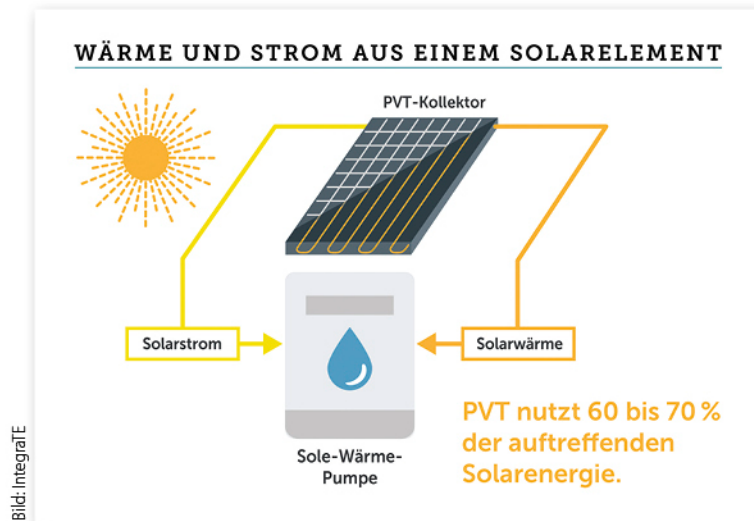 WÄRME UND STROM AUS EINEM SOLARELEMENT
PVT-Kollektor
Solarstrom
Solarwärme
Sole-Wärme-
Pumpe
PVT nutzt 60 bis 70 %
der auftreffenden
Solarenergie.
Bild: IntegraTE